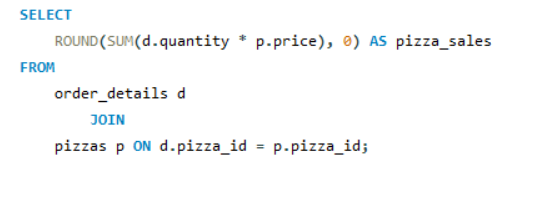 SELECT
ROUND(SUM(d.quantity * p.price), 0) AS pizza_sales
FROM
order_details d
JOIN
pizzas p ON d.pizza_id = p.pizza_id;